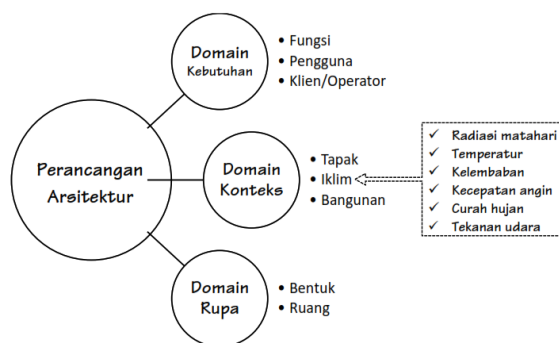 Perancangan
Arsitektur
Domain
Kebutuhan
• Fungsi
• Pengguna
• Klien/Operator
Domain
Konteks
• Tapak
• Iklim
• Bangunan
✓ Radiasi matahari
✓ Temperatur
✓ Kelembaban
✓ Kecepatan angin
✓ Curah hujan
✓ Tekanan udara
Domain
Rupa
• Bentuk
• Ruang